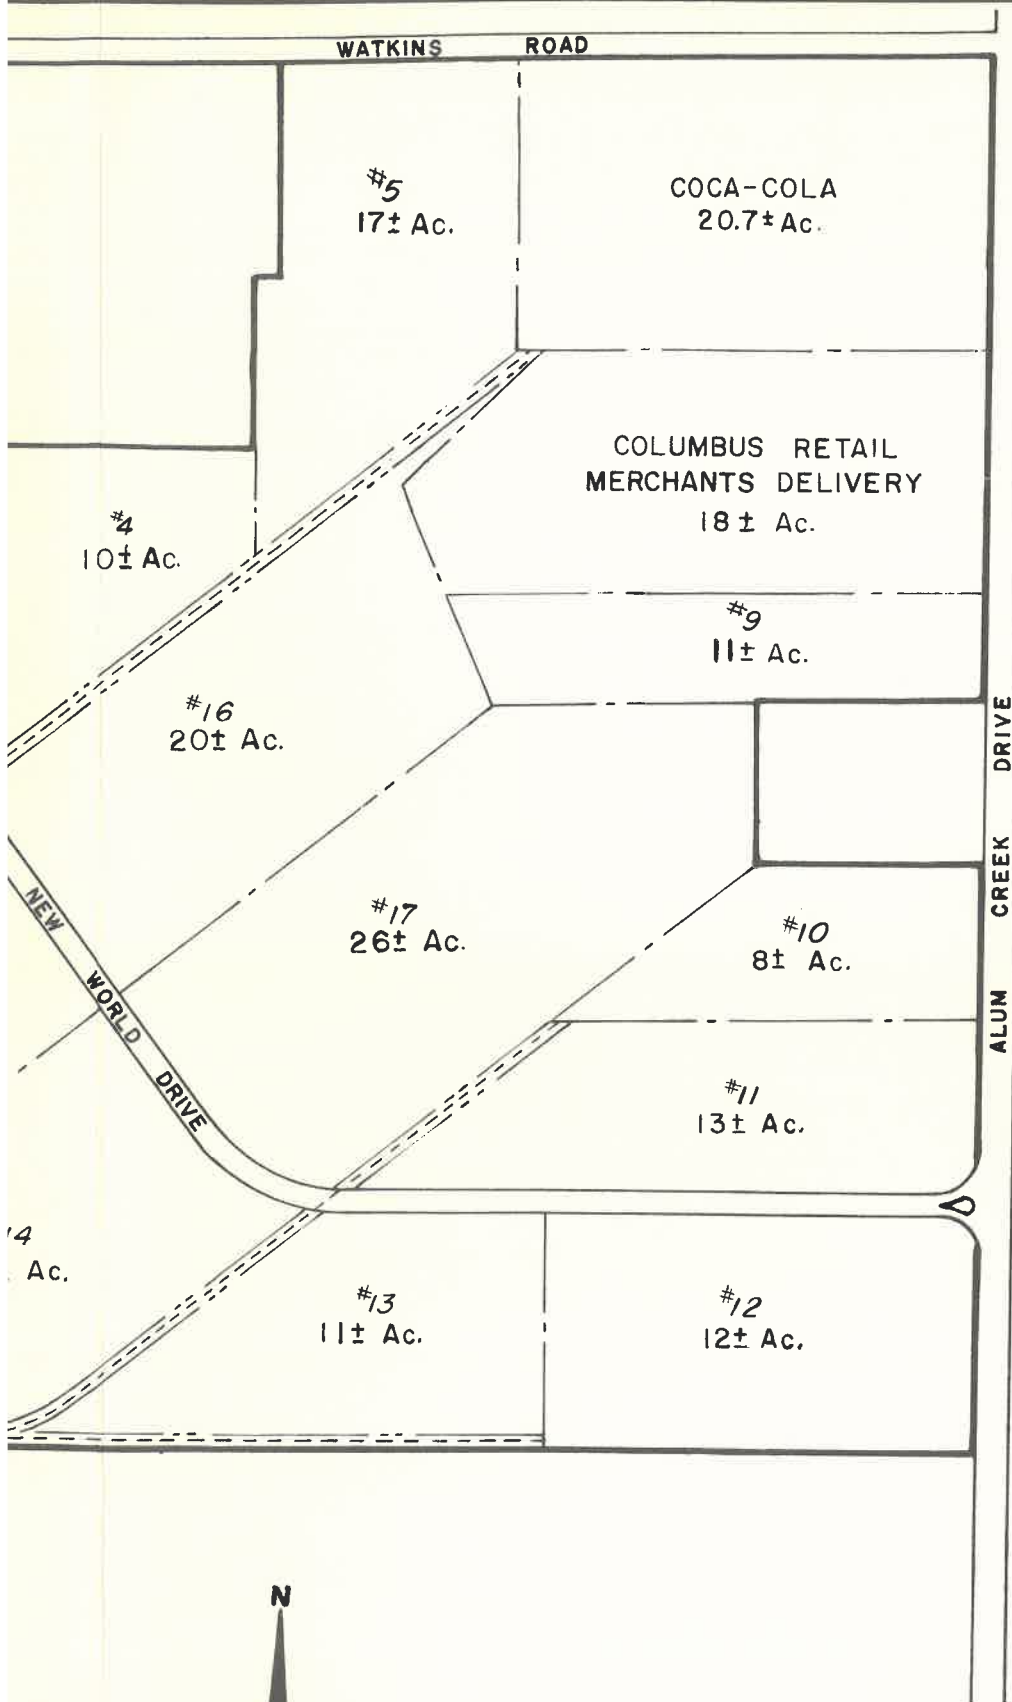 WATKINS ROAD
#5
17± Ac.
COCA-COLA
20.7± Ac.
COLUMBUS RETAIL
MERCHANTS DELIVERY
18± Ac.
#4
10± Ac.
#9
11± Ac.
#16
20± Ac.
ALUM CREEK DRIVE
#17
26± Ac.
#10
8± Ac.
NEW WORLD DRIVE
#11
13± Ac.
14
Ac.
#13
11± Ac.
#12
12± Ac.
N